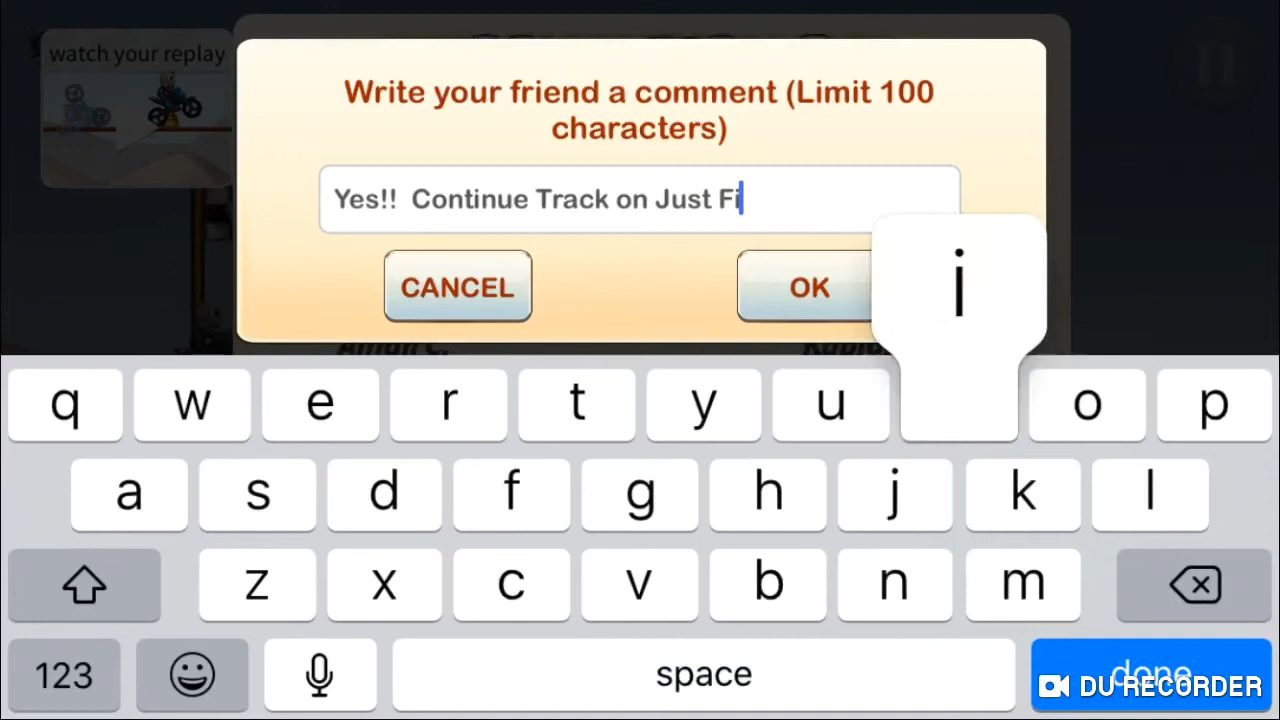 watch your replay
Write your friend a comment (Limit 100
characters)
Yes!!  Continue Track on Just Fi
CANCEL
OK
i
q w e r t y u o p
a s d f g h j k l
z x c v b n m
123
space
done
DU RECORDER